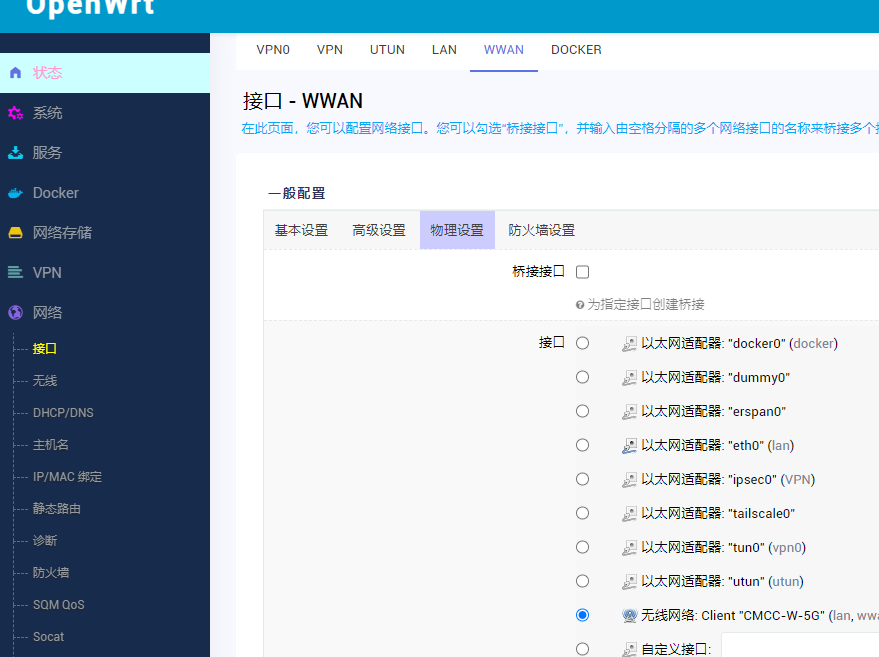 OpenWrt
VPN0 VPN UTUN LAN WWAN DOCKER
状态
系统
服务
Docker
网络存储
VPN
网络
接口
无线
DHCP/DNS
主机名
IP/MAC 绑定
静态路由
诊断
防火墙
SQM QoS
Socat
接口 - WWAN
在此页面，您可以配置网络接口。您可以勾选“桥接接口”，并输入由空格分隔的多个网络接口的名称来桥接多个
一般配置
基本设置 高级设置 物理设置 防火墙设置
桥接接口
为指定接口创建桥接
接口
以太网适配器: "docker0" (docker)
以太网适配器: "dummy0"
以太网适配器: "erspan0"
以太网适配器: "eth0" (lan)
以太网适配器: "ipsec0" (VPN)
以太网适配器: "tailscale0"
以太网适配器: "tun0" (vpn0)
以太网适配器: "utun" (utun)
无线网络: Client "CMCC-W-5G" (lan,
自定义接口: